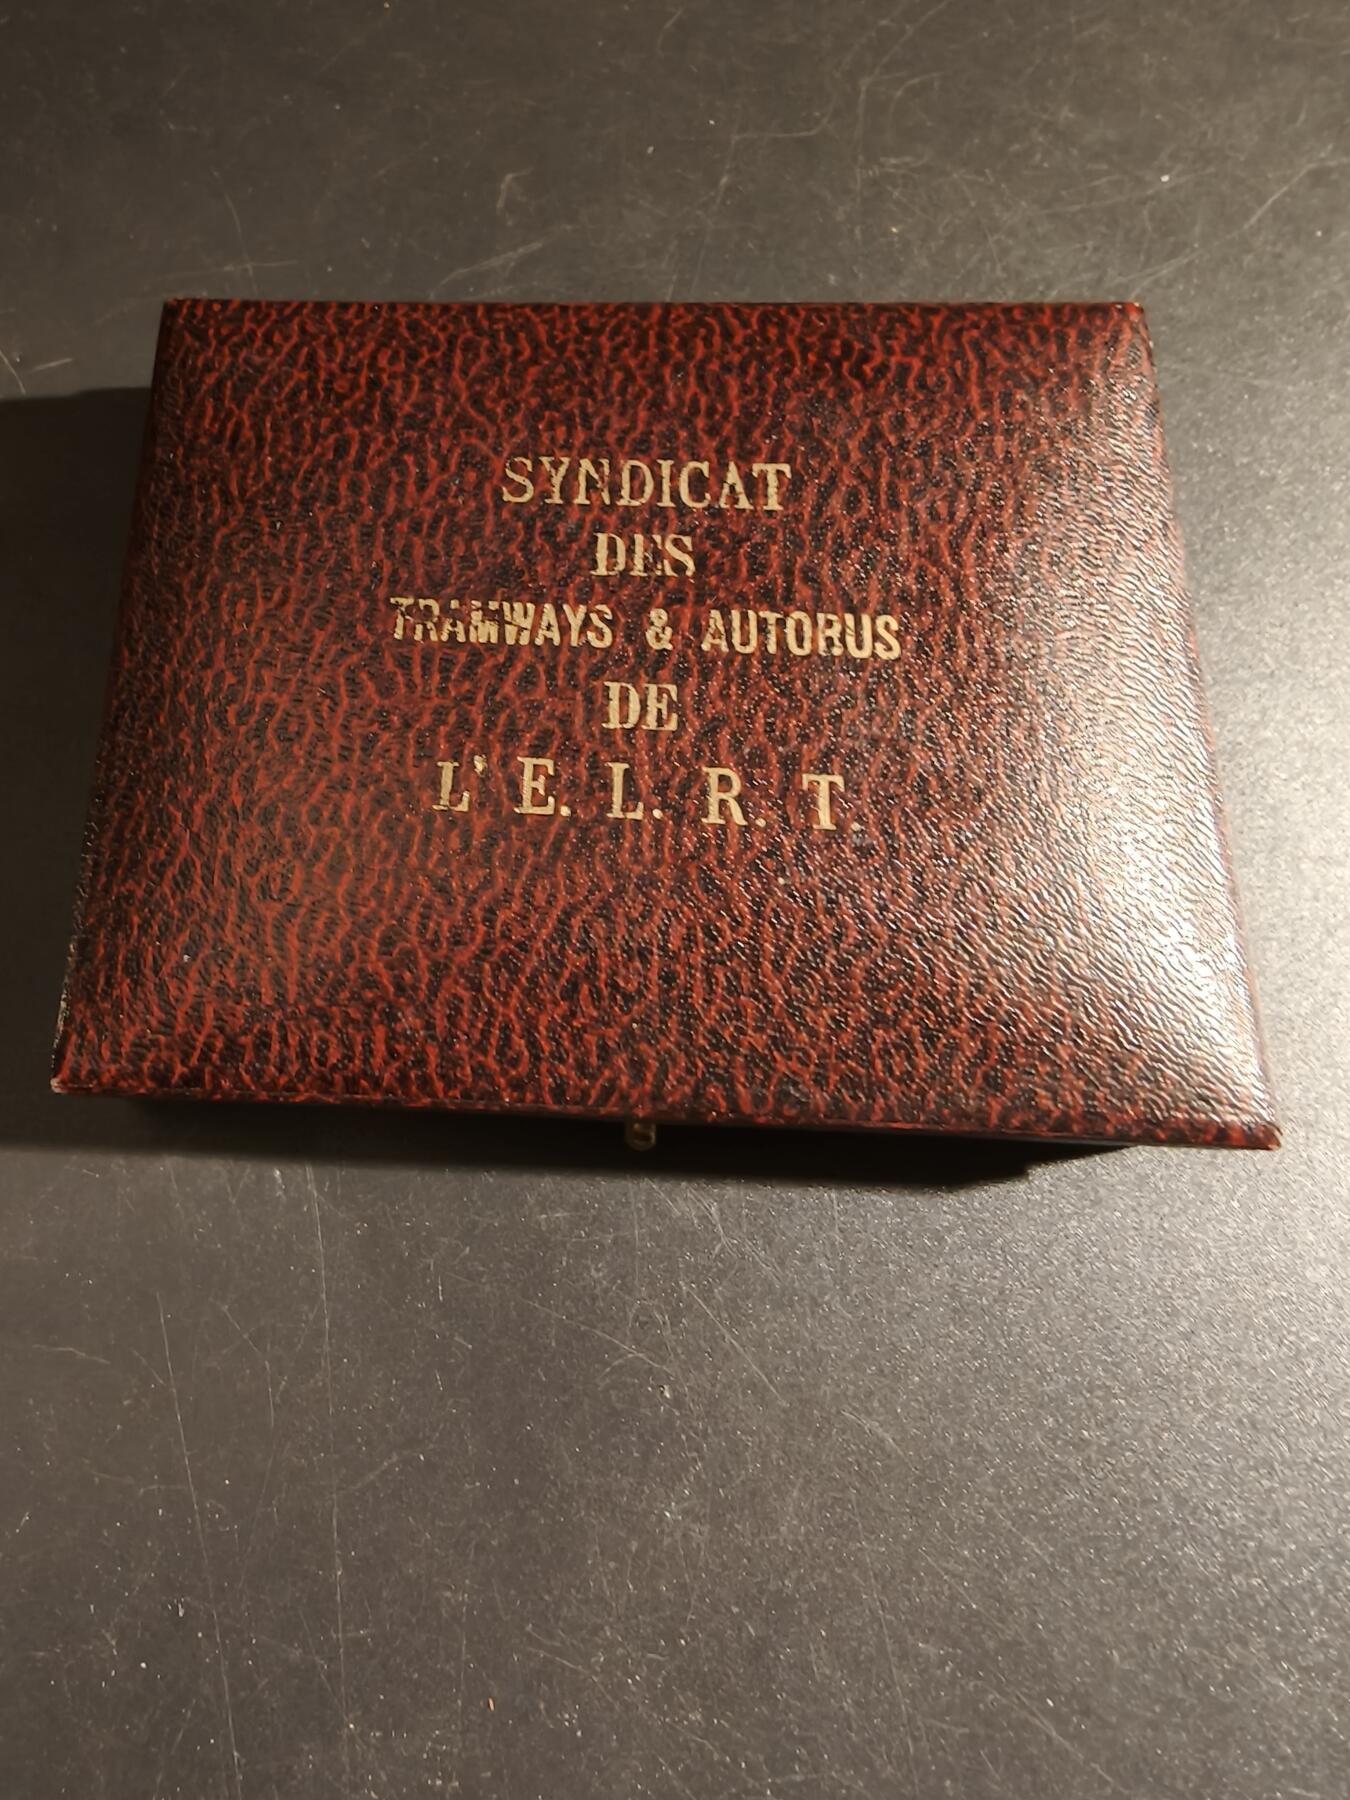 SYNDICAT
DES
TRAMWAYS & AUTOBUS
DE
L' E. L. R. T.